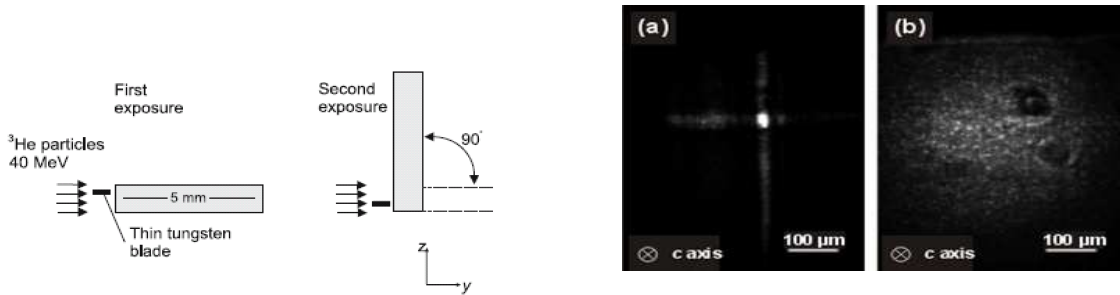 First
exposure
³He particles
40 MeV
5 mm
Thin tungsten
blade
Second
exposure
90°
z
y
(a)
c axis
100 µm
(b)
c axis
100 µm